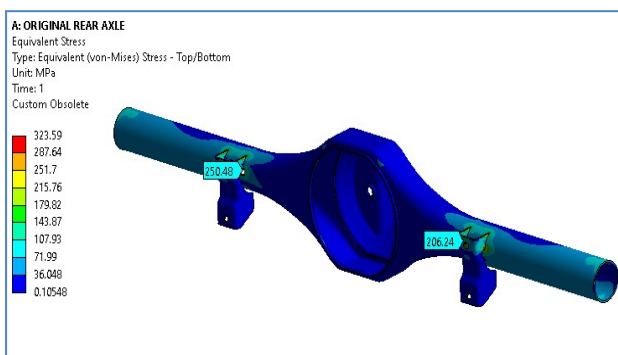 A: ORIGINAL REAR AXLE
Equivalent Stress
Type: Equivalent (von-Mises) Stress - Top/Bottom
Unit: MPa
Time: 1
Custom Obsolete
323.59
287.64
251.7
215.76
179.82
143.87
107.93
71.99
36.048
0.10548
250.48
206.24